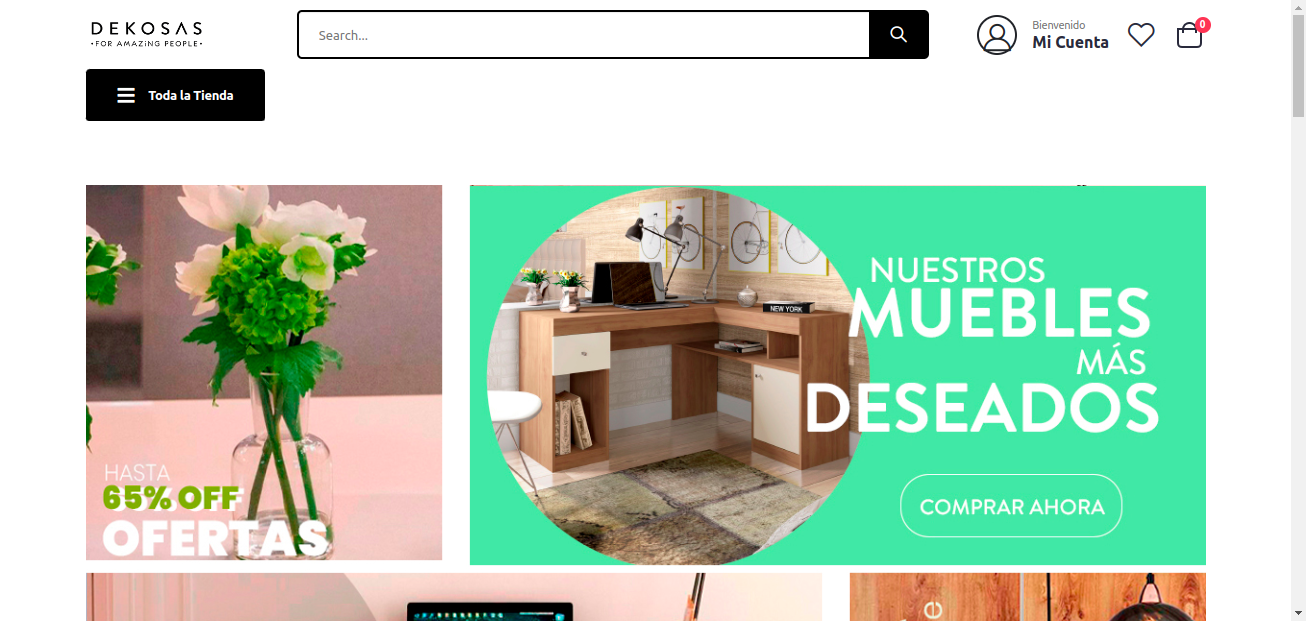 DEKOSAS
•FOR AMAZiNG PEOPLE•
Search...
Bienvenido
Mi Cuenta
0
Toda la Tienda
HASTA
65% OFF
OFERTAS
NEW YORK
NUESTROS
MUEBLES
MÁS
DESEADOS
COMPRAR AHORA